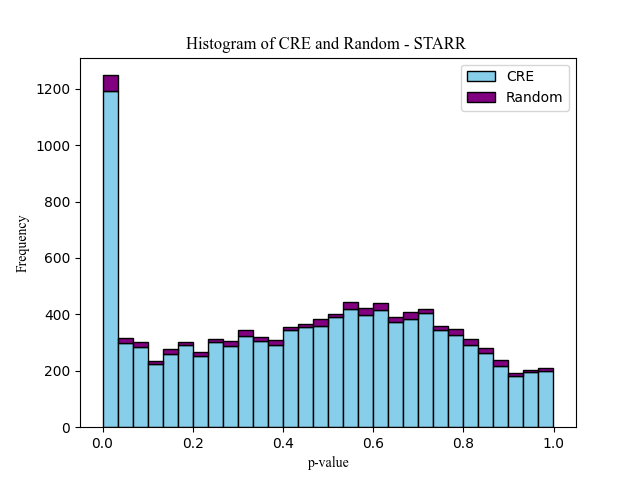 Histogram of CRE and Random - STARR
CRE
Random
Frequency
1200
1000
800
600
400
200
0
0.0 0.2 0.4 0.6 0.8 1.0
p-value